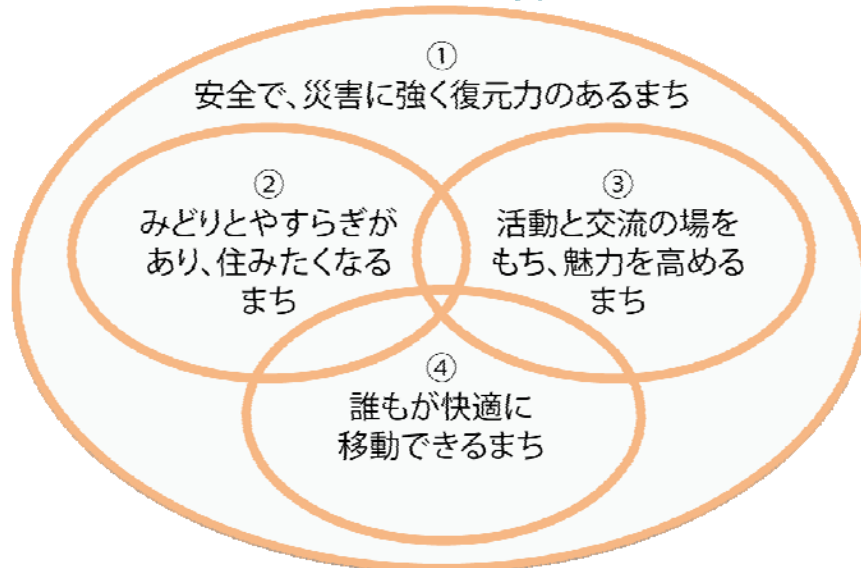 ①
安全で、災害に強く復元力のあるまち
②
みどりとやすらぎが
あり、住みたくなる
まち
③
活動と交流の場を
もち、魅力を高める
まち
④
誰もが快適に
移動できるまち